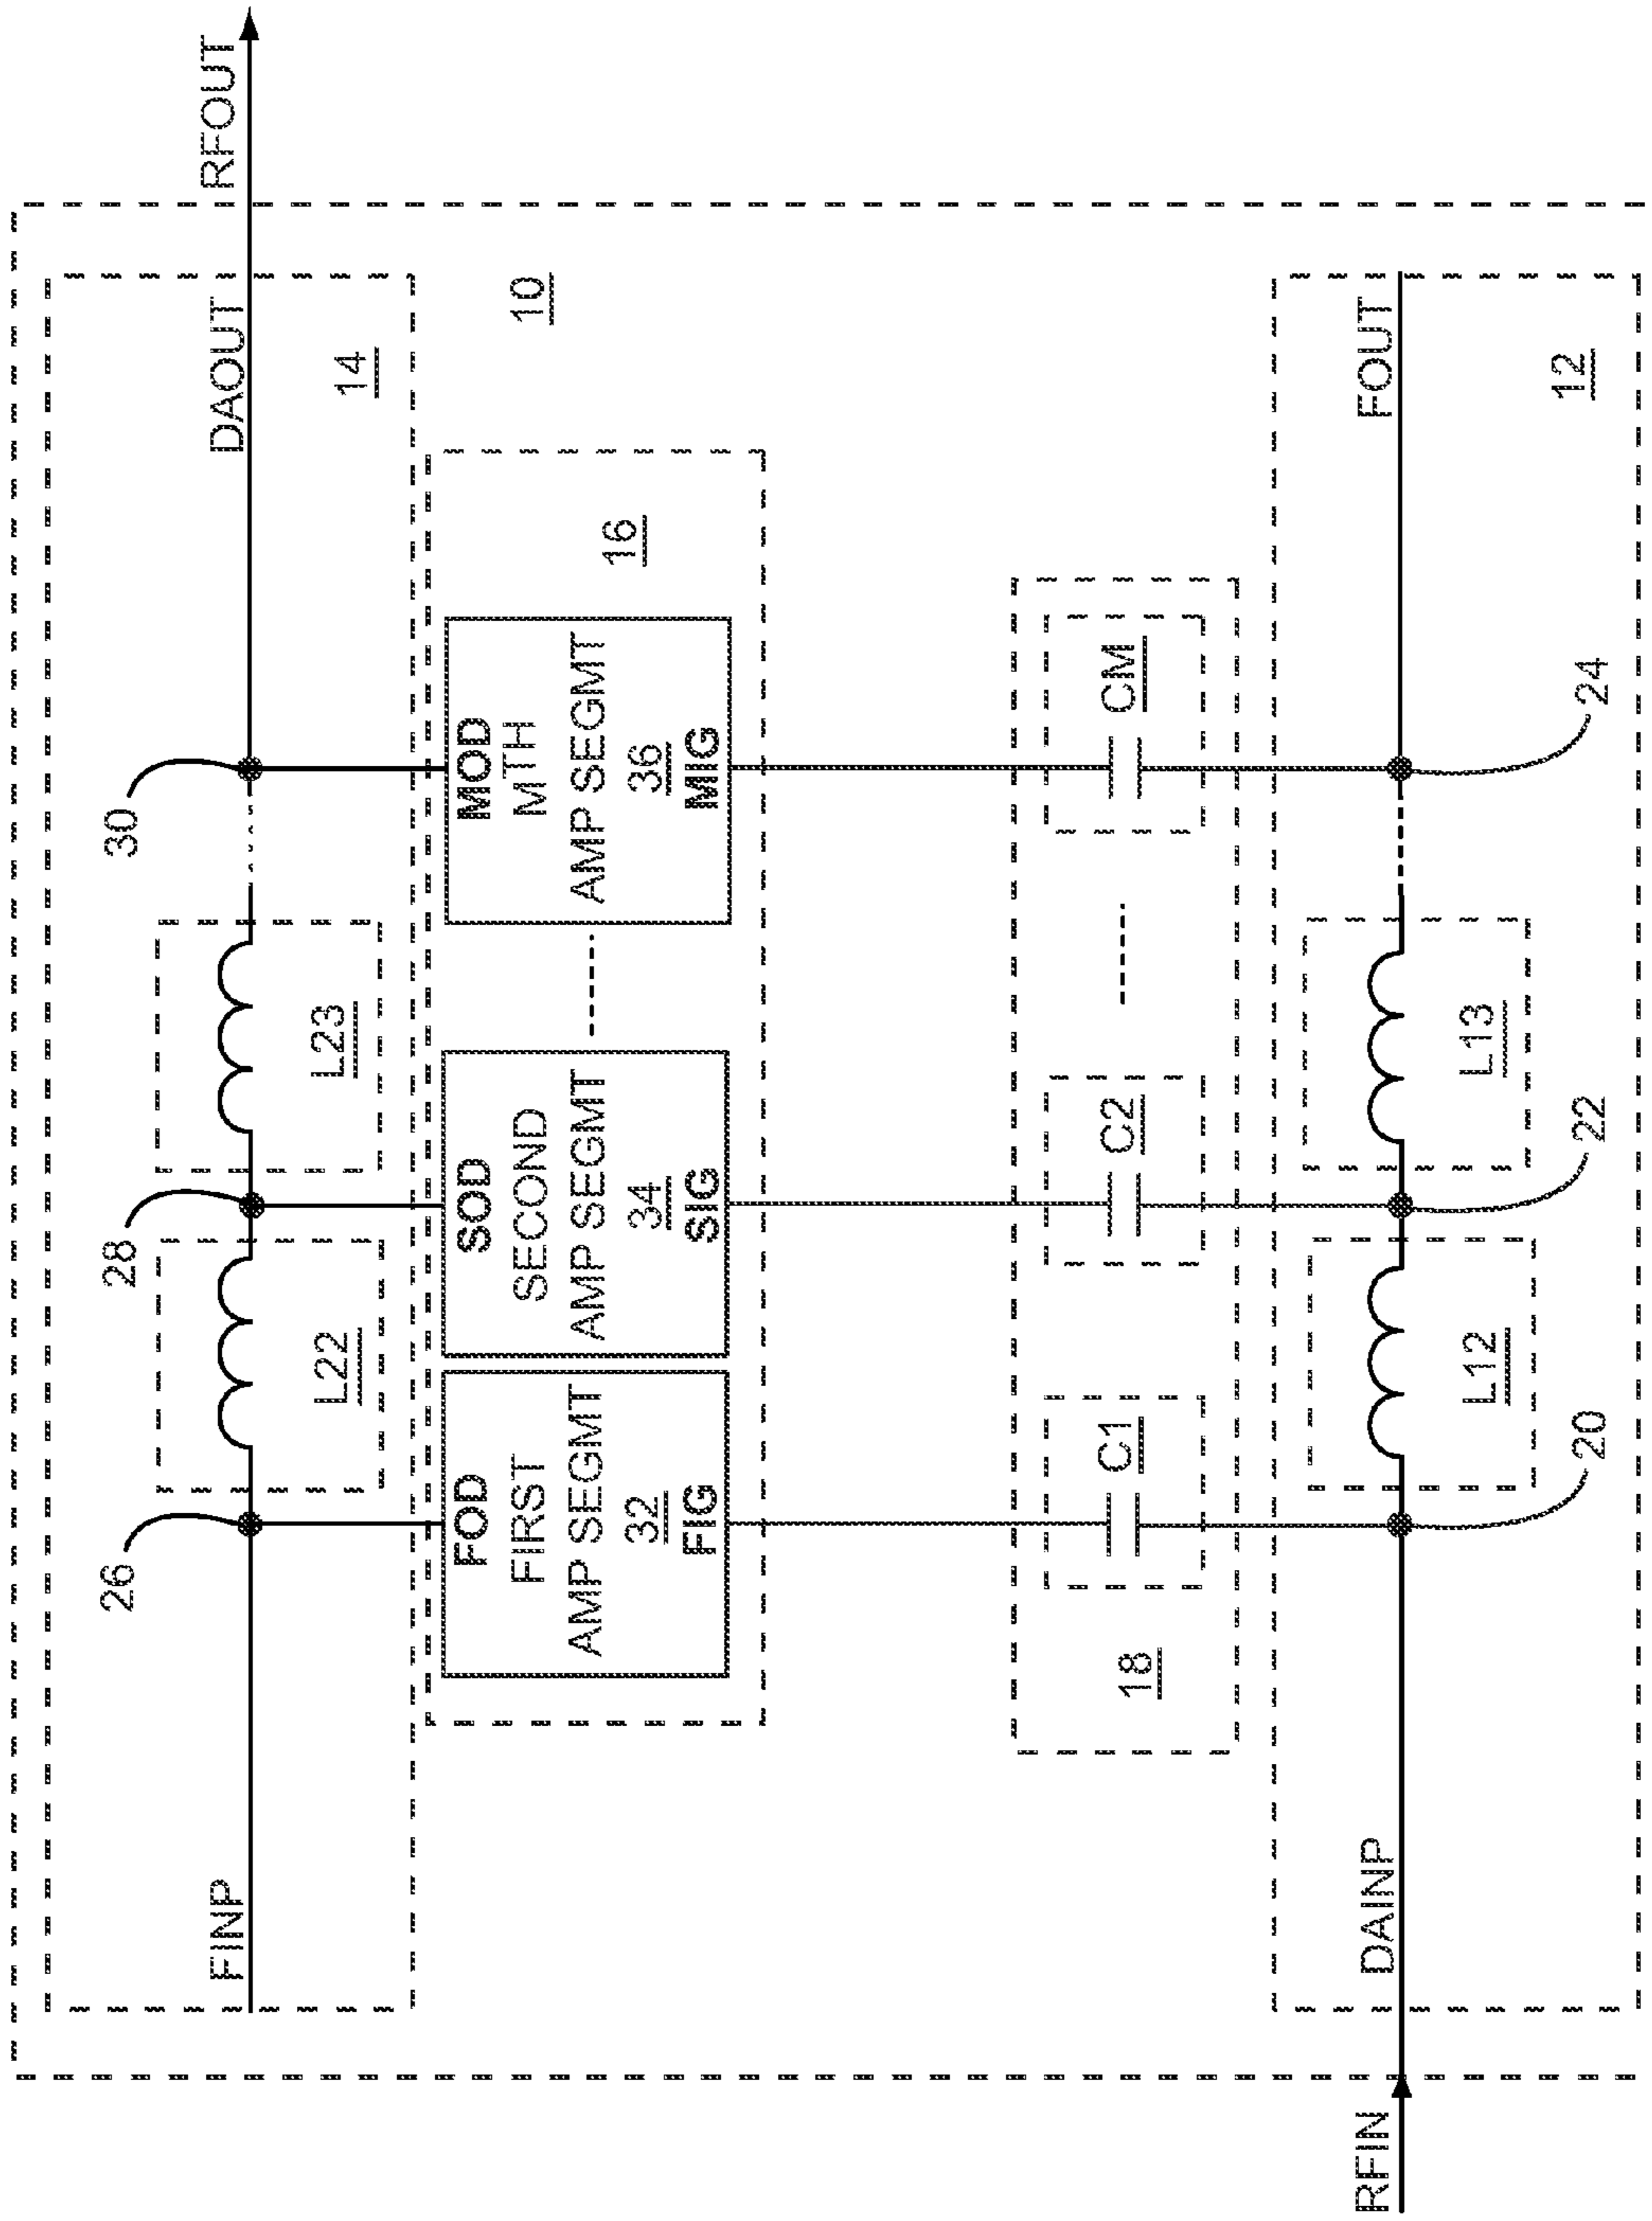 RFOUT
FINP
DAOUT
26
28
30
L22
L23
14
10
FOD
FIRST
AMP SEGMT
32
FIG
SOD
SECOND
AMP SEGMT
34
SIG
MOD
MTH
AMP SEGMT
36
MIG
16
18
C1
C2
CM
RFIN
DAINP
FOUT
L12
L13
12
20
22
24